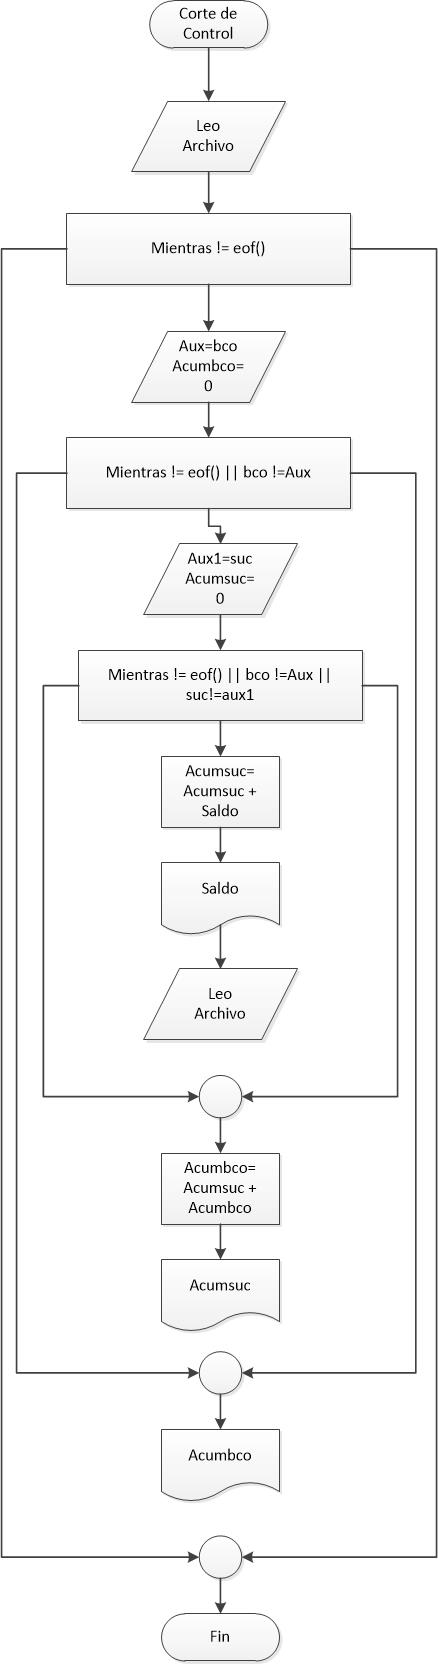 Corte de
Control
Leo
Archivo
Mientras != eof()
Aux=bco
Acumbco=
0
Mientras != eof() || bco !=Aux
Aux1=suc
Acumsuc=
0
Mientras != eof() || bco !=Aux ||
suc!=aux1
Acumsuc=
Acumsuc +
Saldo
Saldo
Leo
Archivo
Acumbco=
Acumsuc +
Acumbco
Acumsuc
Acumbco
Fin